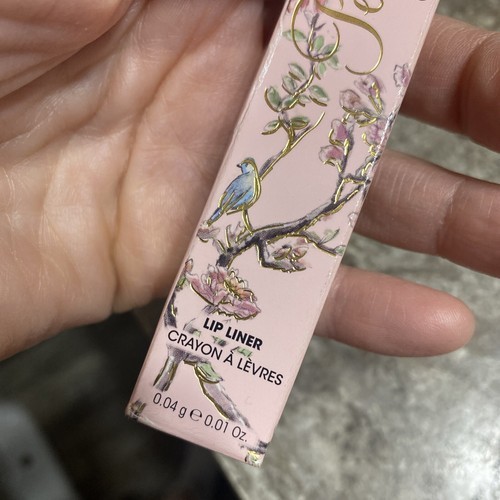 LIP LINER
CRAYON À LÈVRES
0.04 g ℮ 0.01 Oz.